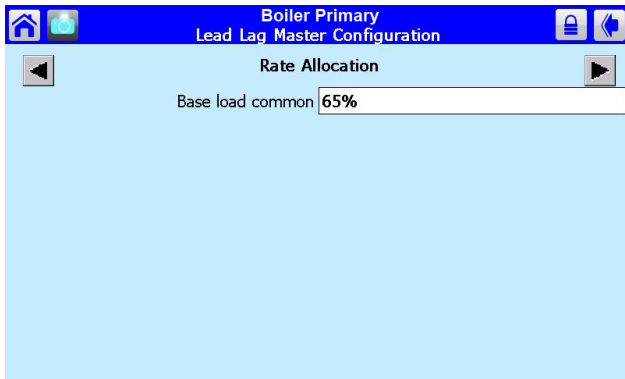 Boiler Primary
Lead Lag Master Configuration
Rate Allocation
Base load common 65%